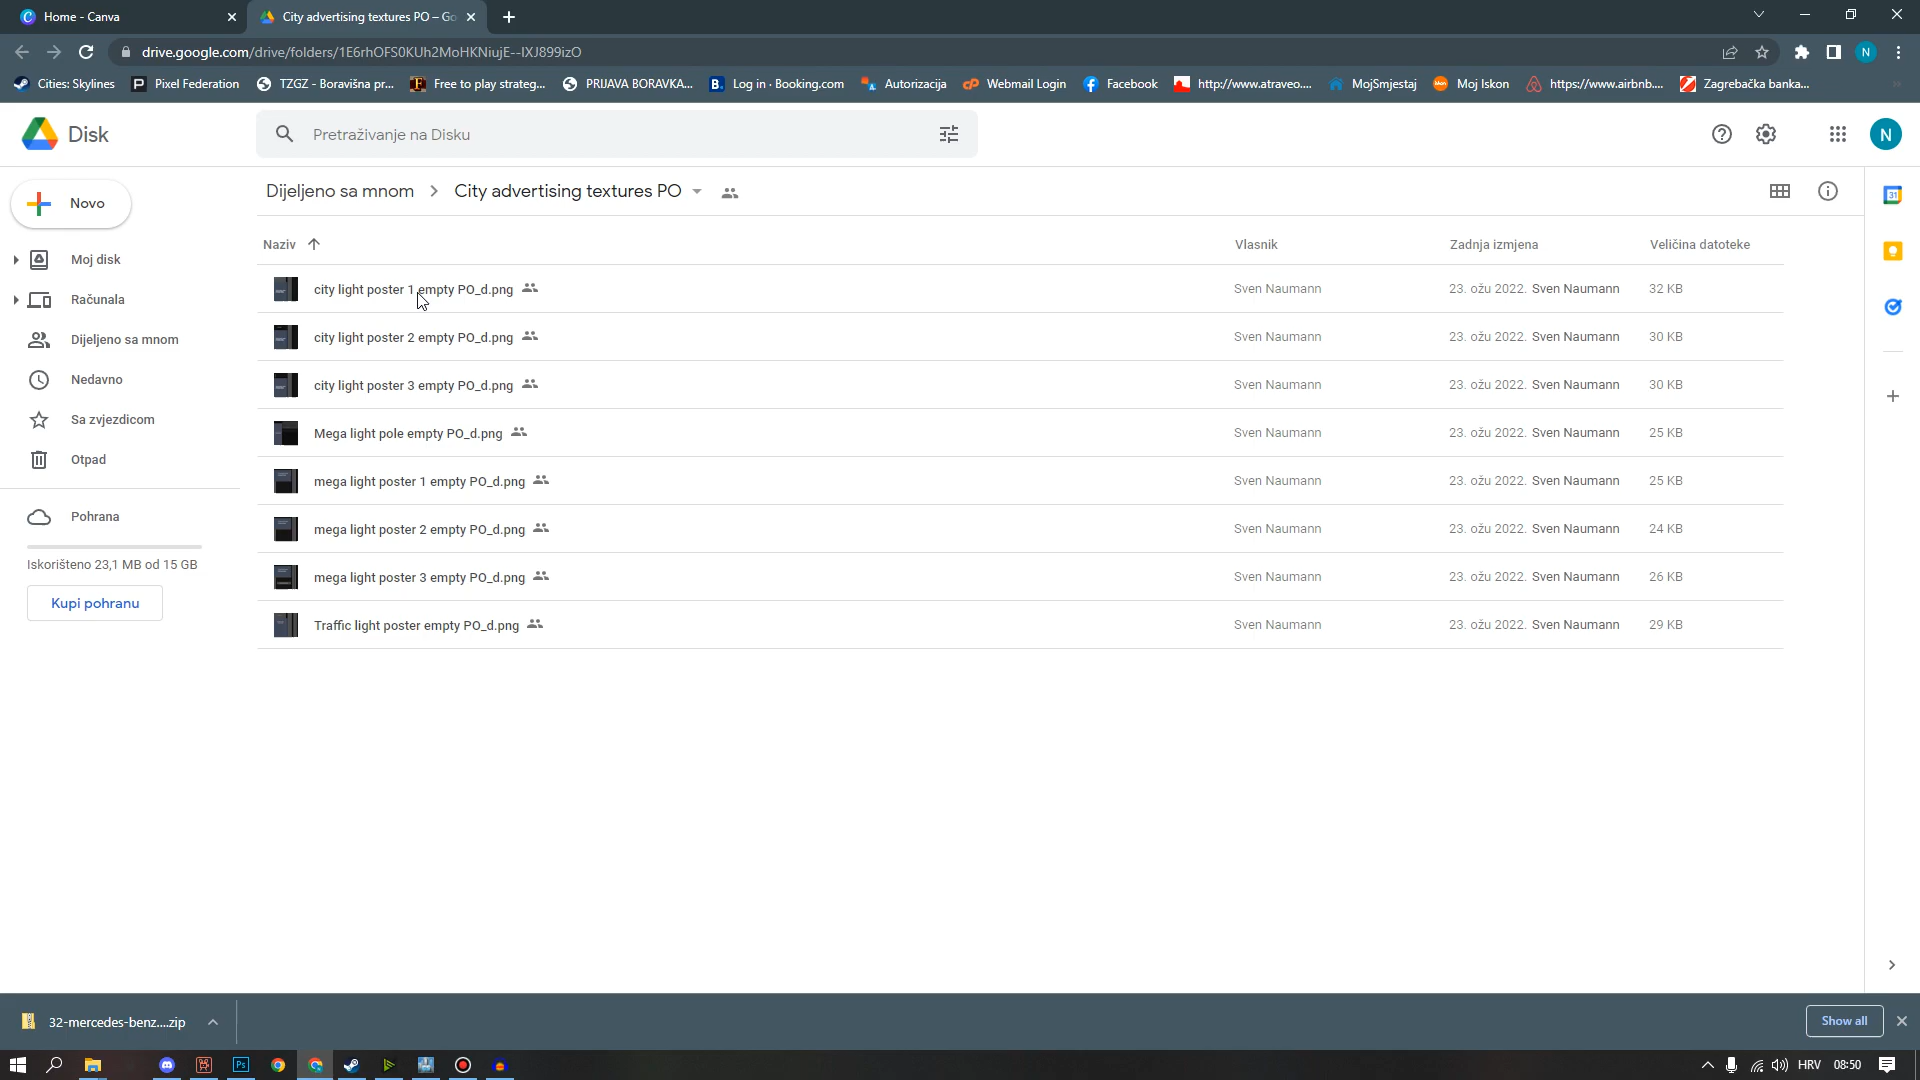 Home - Canva
City advertising textures PO – Go
drive.google.com/drive/folders/1E6rhOFS0KUh2MoHKNiujE--IXJ899izO
N
Cities: Skylines
Pixel Federation
TZGZ - Boravišna pr...
Free to play strateg...
PRIJAVA BORAVKA...
Log in · Booking.com
Autorizacija
Webmail Login
Facebook
http://www.atraveo....
MojSmjestaj
Moj Iskon
https://www.airbnb....
Zagrebačka banka...
Disk
Pretraživanje na Disku
N
Novo
Moj disk
Računala
Dijeljeno sa mnom
Nedavno
Sa zvjezdicom
Otpad
Pohrana
Iskorišteno 23,1 MB od 15 GB
Kupi pohranu
Dijeljeno sa mnom > City advertising textures PO
Naziv Vlasnik Zadnja izmjena Veličina datoteke
city light poster 1 empty PO_d.png Sven Naumann 23. ožu 2022. Sven Naumann 32 KB
city light poster 2 empty PO_d.png Sven Naumann 23. ožu 2022. Sven Naumann 30 KB
city light poster 3 empty PO_d.png Sven Naumann 23. ožu 2022. Sven Naumann 30 KB
Mega light pole empty PO_d.png Sven Naumann 23. ožu 2022. Sven Naumann 25 KB
mega light poster 1 empty PO_d.png Sven Naumann 23. ožu 2022. Sven Naumann 25 KB
mega light poster 2 empty PO_d.png Sven Naumann 23. ožu 2022. Sven Naumann 24 KB
mega light poster 3 empty PO_d.png Sven Naumann 23. ožu 2022. Sven Naumann 26 KB
Traffic light poster empty PO_d.png Sven Naumann 23. ožu 2022. Sven Naumann 29 KB
31
32-mercedes-benz....zip
Show all
Ps
HRV 08:50